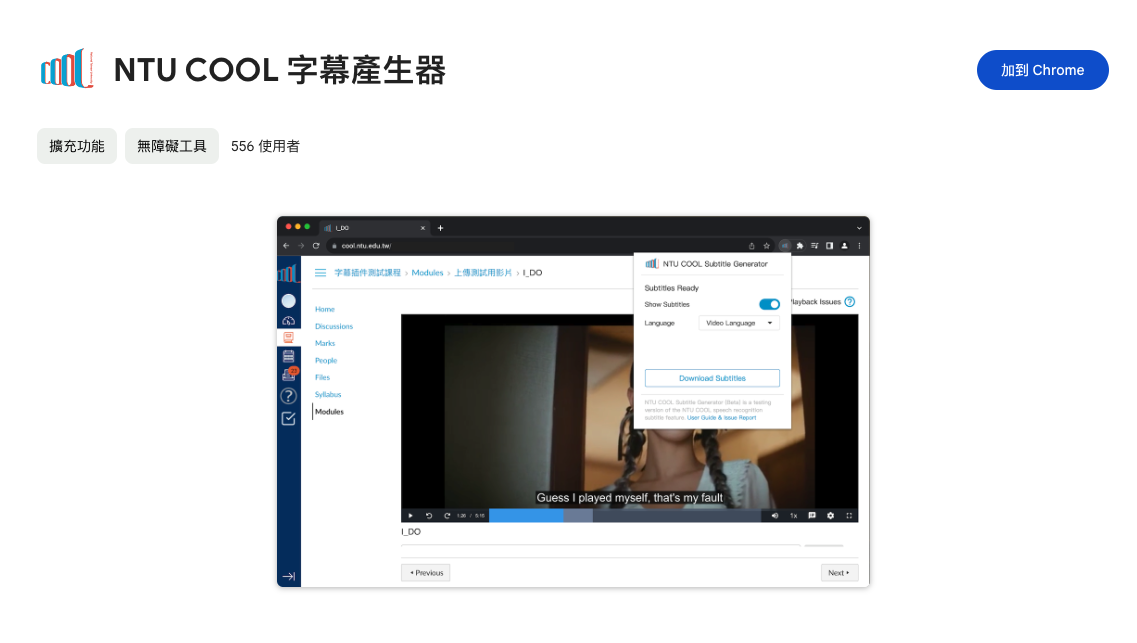 NTU COOL 字幕產生器
加到 Chrome
擴充功能
無障礙工具
556 使用者
I_DO
cool.ntu.edu.tw/
NTU COOL Subtitle Generator
字幕插件測試課程 › Modules › 上傳測試用影片 › I_DO
Subtitles Ready
Show Subtitles
layback Issues
Language
Video Language
Home
Discussions
Marks
People
Files
Syllabus
Modules
Download Subtitles
NTU COOL Subtitle Generator (Beta) is a testing
version of the NTU COOL speech recognition
subtitle feature. User Guide & Issue Report
Guess I played myself, that's my fault
1x
I_DO
Previous
Next